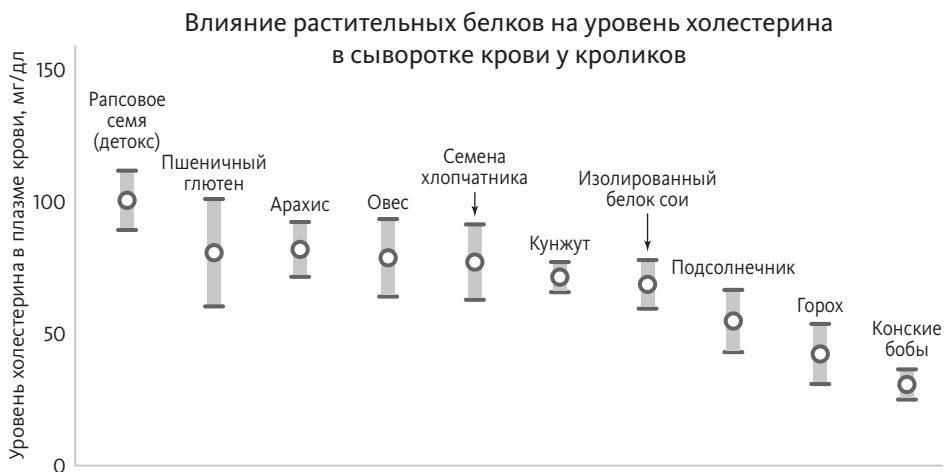 Влияние растительных белков на уровень холестерина
в сыворотке крови у кроликов
Уровень холестерина в плазме крови, мг/дл
150
100
50
0
Рапсовое
семя
(детокс)
Пшеничный
глютен
Арахис
Овес
Семена
хлопчатника
Кунжут
Изолированный
белок сои
Подсолнечник
Горох
Конские
бобы